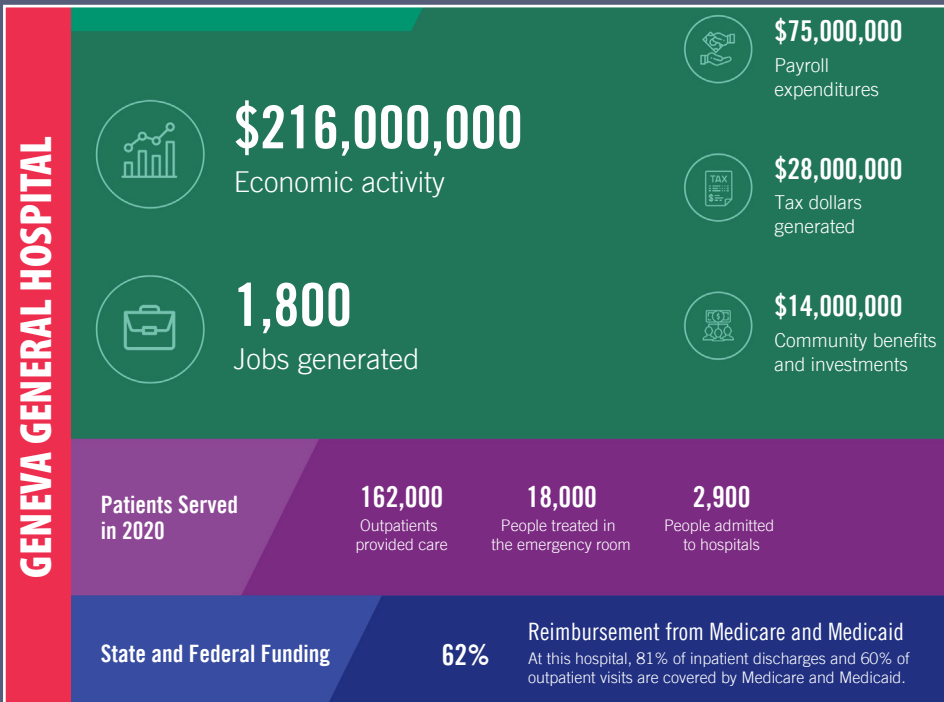 GENEVA GENERAL HOSPITAL
$216,000,000
Economic activity
1,800
Jobs generated
$75,000,000
Payroll
expenditures
TAX
$
$28,000,000
Tax dollars
generated
$
$14,000,000
Community benefits
and investments
Patients Served
in 2020
162,000
Outpatients
provided care
18,000
People treated in
the emergency room
2,900
People admitted
to hospitals
State and Federal Funding
62%
Reimbursement from Medicare and Medicaid
At this hospital, 81% of inpatient discharges and 60% of
outpatient visits are covered by Medicare and Medicaid.